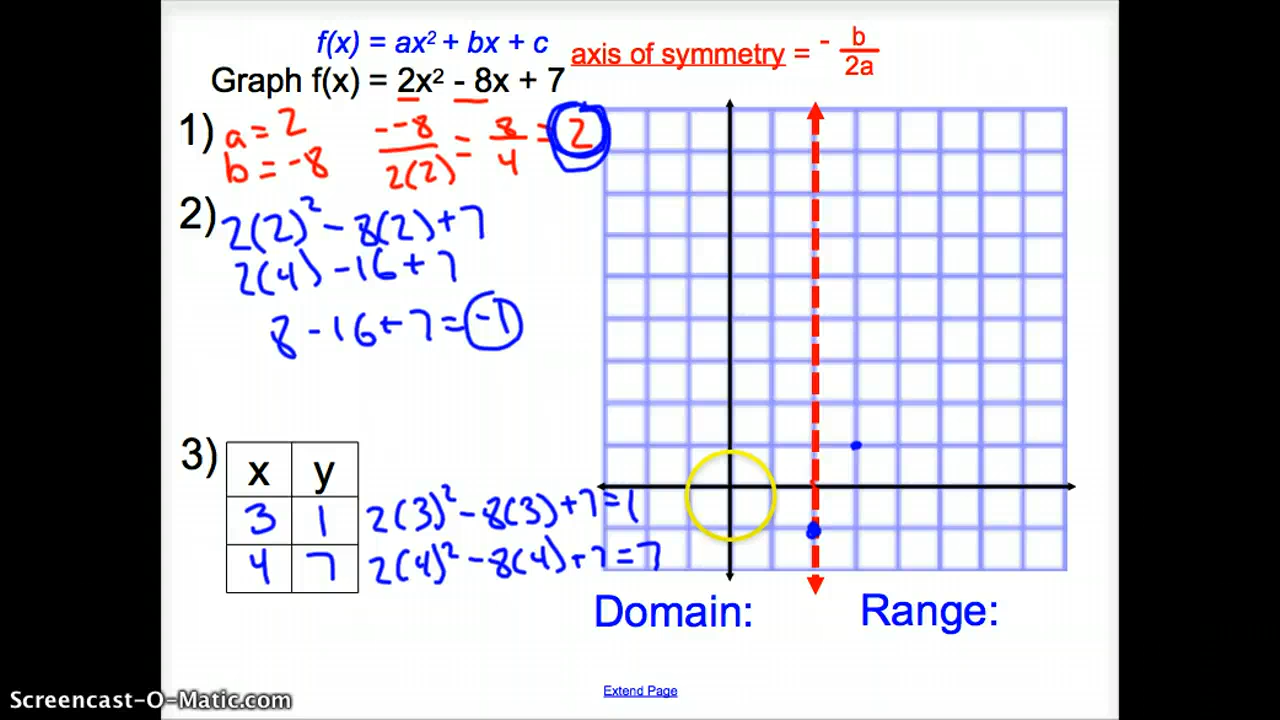 f(x) = ax² + bx + c
axis of symmetry = - b/2a
Graph f(x) = 2x² - 8x + 7
1) a = 2
b = -8
--8/2(2) = 8/4 = 2
2) 2(2)² - 8(2) + 7
2(4) - 16 + 7
8 - 16 + 7 = -1
3)
x y
3 1 2(3)² - 8(3) + 7 = 1
4 7 2(4)² - 8(4) + 7 = 7
Domain: Range:
Extend Page
Screencast-O-Matic.com